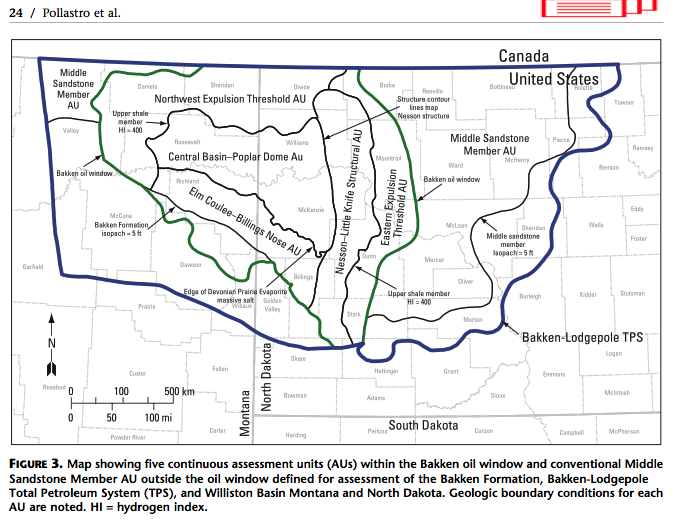 24 / Pollastro et al.
Canada
United States
Middle
Sandstone
Member
AU
Daniels
Sheridan
Divide
Burke
Renville
Bottineau
Rolette
Towner
Northwest Expulsion Threshold AU
Structure contour
lines map
Nesson structure
Upper shale
member
HI = 400
Valley
Roosevelt
Williams
Middle Sandstone
Member AU
Pierce
Ramsey
Central Basin–Poplar Dome Au
Mountrail
Ward
McHenry
Benson
Bakken oil window
Richland
Bakken oil window
Elm Coulee–Billings Nose AU
Nesson–Little Knife Structural AU
Eastern Expulsion
Threshold AU
McCone
McKenzie
Bakken Formation
isopach = 5 ft
McLean
Sheridan
Wells
Eddy
Foster
Middle sandstone
member
Isopach = 5 ft
Garfield
Dawson
Dunn
Mercer
Billings
Oliver
Edge of Devonian Prairie Evaporite
massive salt
Upper shale member
HI = 400
Prairie
Wibaux
Golden
Valley
Stark
Morton
Burleigh
Kidder
Stutsman
Bakken-Lodgepole TPS
N
Slope
Hettinger
Grant
Emmons
Logan
Custer
Fallon
Rosebud
0 100 500 km
0 50 100 mi
Montana
North Dakota
Bowman
Adams
Sioux
McIntosh
South Dakota
Powder River
Carter
Harding
Perkins
Corson
Campbell
McPherson
FIGURE 3. Map showing five continuous assessment units (AUs) within the Bakken oil window and conventional Middle
Sandstone Member AU outside the oil window defined for assessment of the Bakken Formation, Bakken-Lodgepole
Total Petroleum System (TPS), and Williston Basin Montana and North Dakota. Geologic boundary conditions for each
AU are noted. HI = hydrogen index.